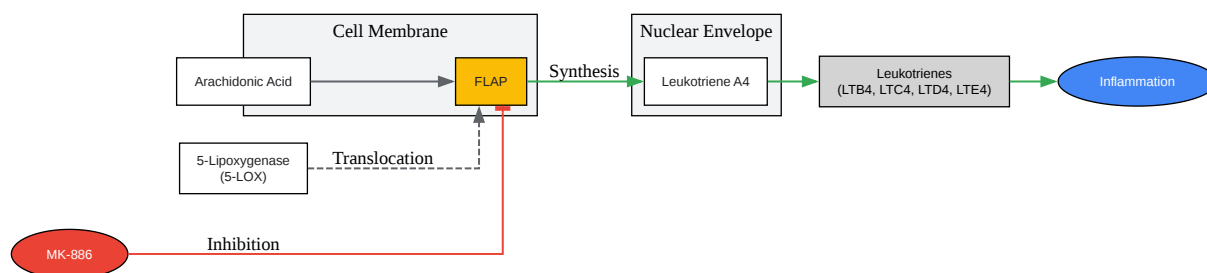 Cell Membrane
Nuclear Envelope
Arachidonic Acid
FLAP
Synthesis
Leukotriene A4
Leukotrienes
(LTB4, LTC4, LTD4, LTE4)
Inflammation
5-Lipoxygenase
(5-LOX)
Translocation
MK-886
Inhibition